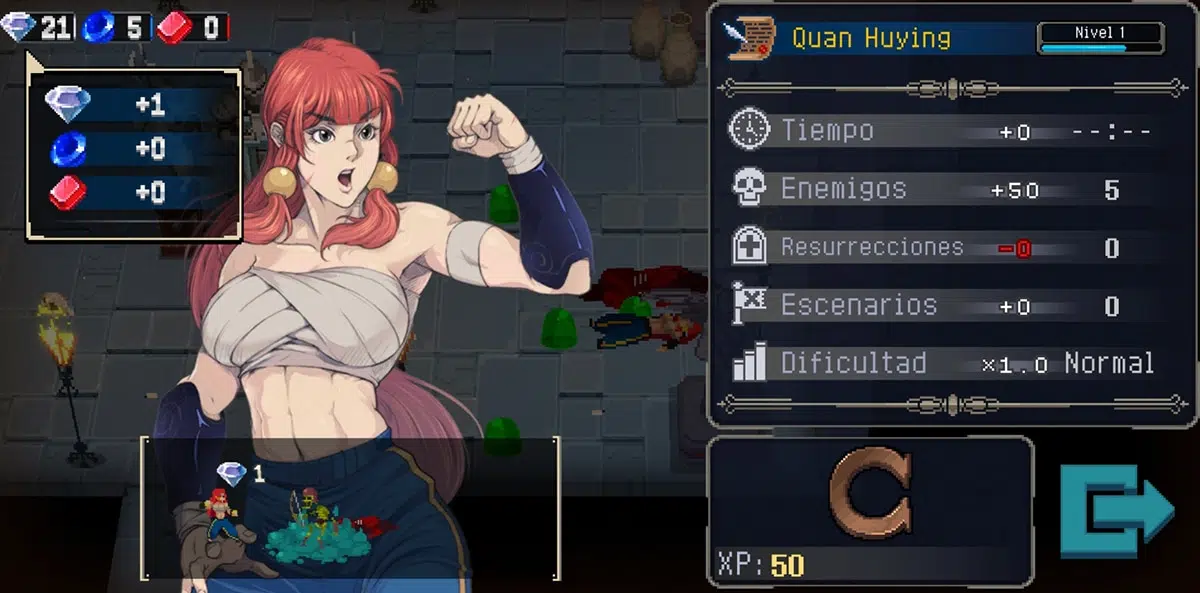 21 5 0
+1
+0
+0
1
Quan Huying Nivel 1
Tiempo +0 --:--
Enemigos +50 5
Resurrecciones -0 0
Escenarios +0 0
Dificultad x1.0 Normal
C
XP: 50